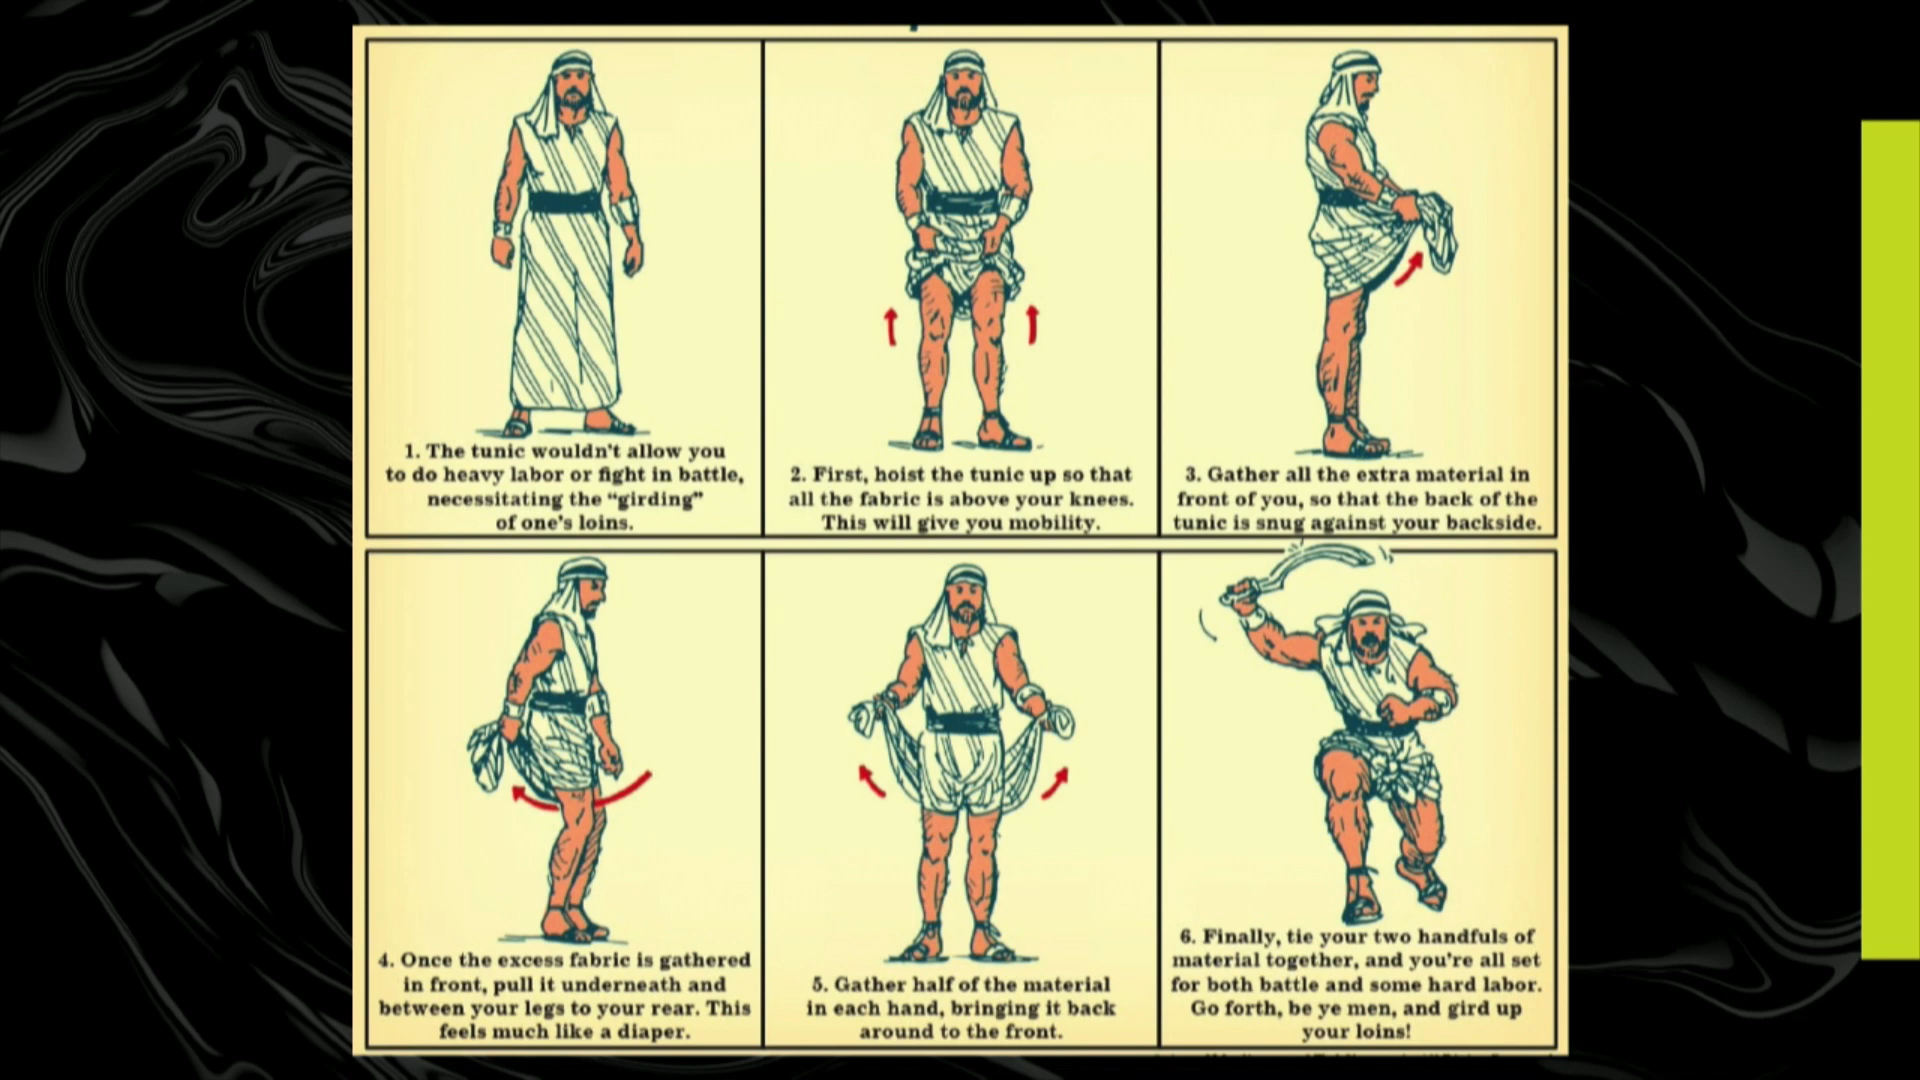 1. The tunic wouldn't allow you
to do heavy labor or fight in battle,
necessitating the “girding”
of one's loins.
2. First, hoist the tunic up so that
all the fabric is above your knees.
This will give you mobility.
3. Gather all the extra material in
front of you, so that the back of the
tunic is snug against your backside.
4. Once the excess fabric is gathered
in front, pull it underneath and
between your legs to your rear. This
feels much like a diaper.
5. Gather half of the material
in each hand, bringing it back
around to the front.
6. Finally, tie your two handfuls of
material together, and you're all set
for both battle and some hard labor.
Go forth, be ye men, and gird up
your loins!